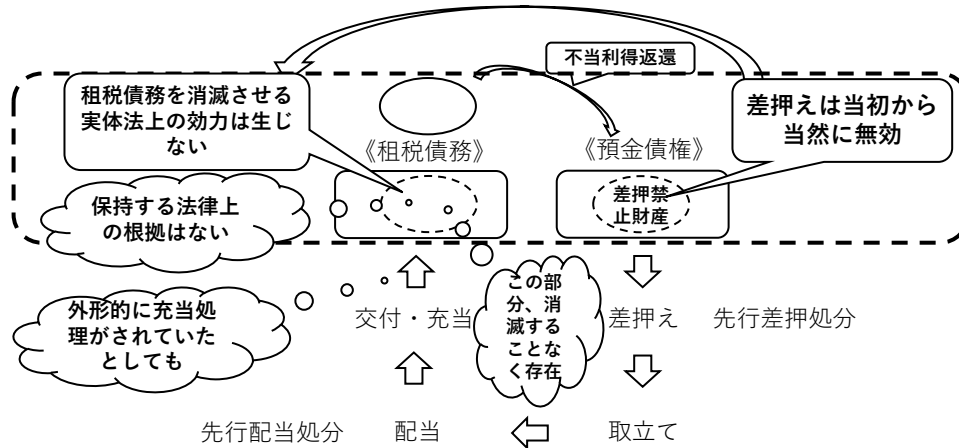 不当利得返還
租税債務を消滅させる
実体法上の効力は生じ
ない
差押えは当初から
当然に無効
《租税債務》
《預金債権》
差押禁
止財産
保持する法律上
の根拠はない
外形的に充当処
理がされていた
としても
交付・充当
この部
分、消
滅する
ことな
く存在
差押え
先行差押処分
先行配当処分
配当
取立て